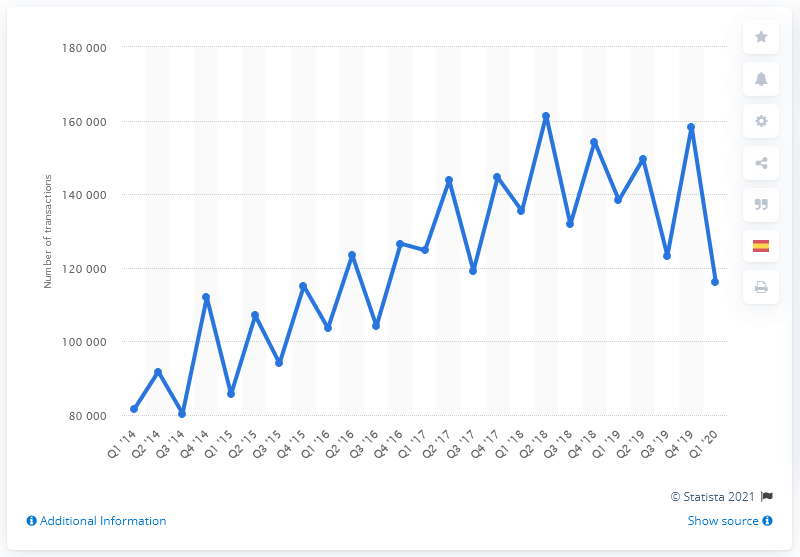 180 000
160 000
140 000
120 000
100 000
80 000
Number of transactions
Q1 '14
Q2 '14
Q3 '14
Q4 '14
Q1 '15
Q2 '15
Q3 '15
Q4 '15
Q1 '16
Q2 '16
Q3 '16
Q4 '16
Q1 '17
Q2 '17
Q3 '17
Q4 '17
Q1 '18
Q2 '18
Q3 '18
Q4 '18
Q1 '19
Q2 '19
Q3 '19
Q4 '19
Q1 '20
© Statista 2021
Additional Information
Show source